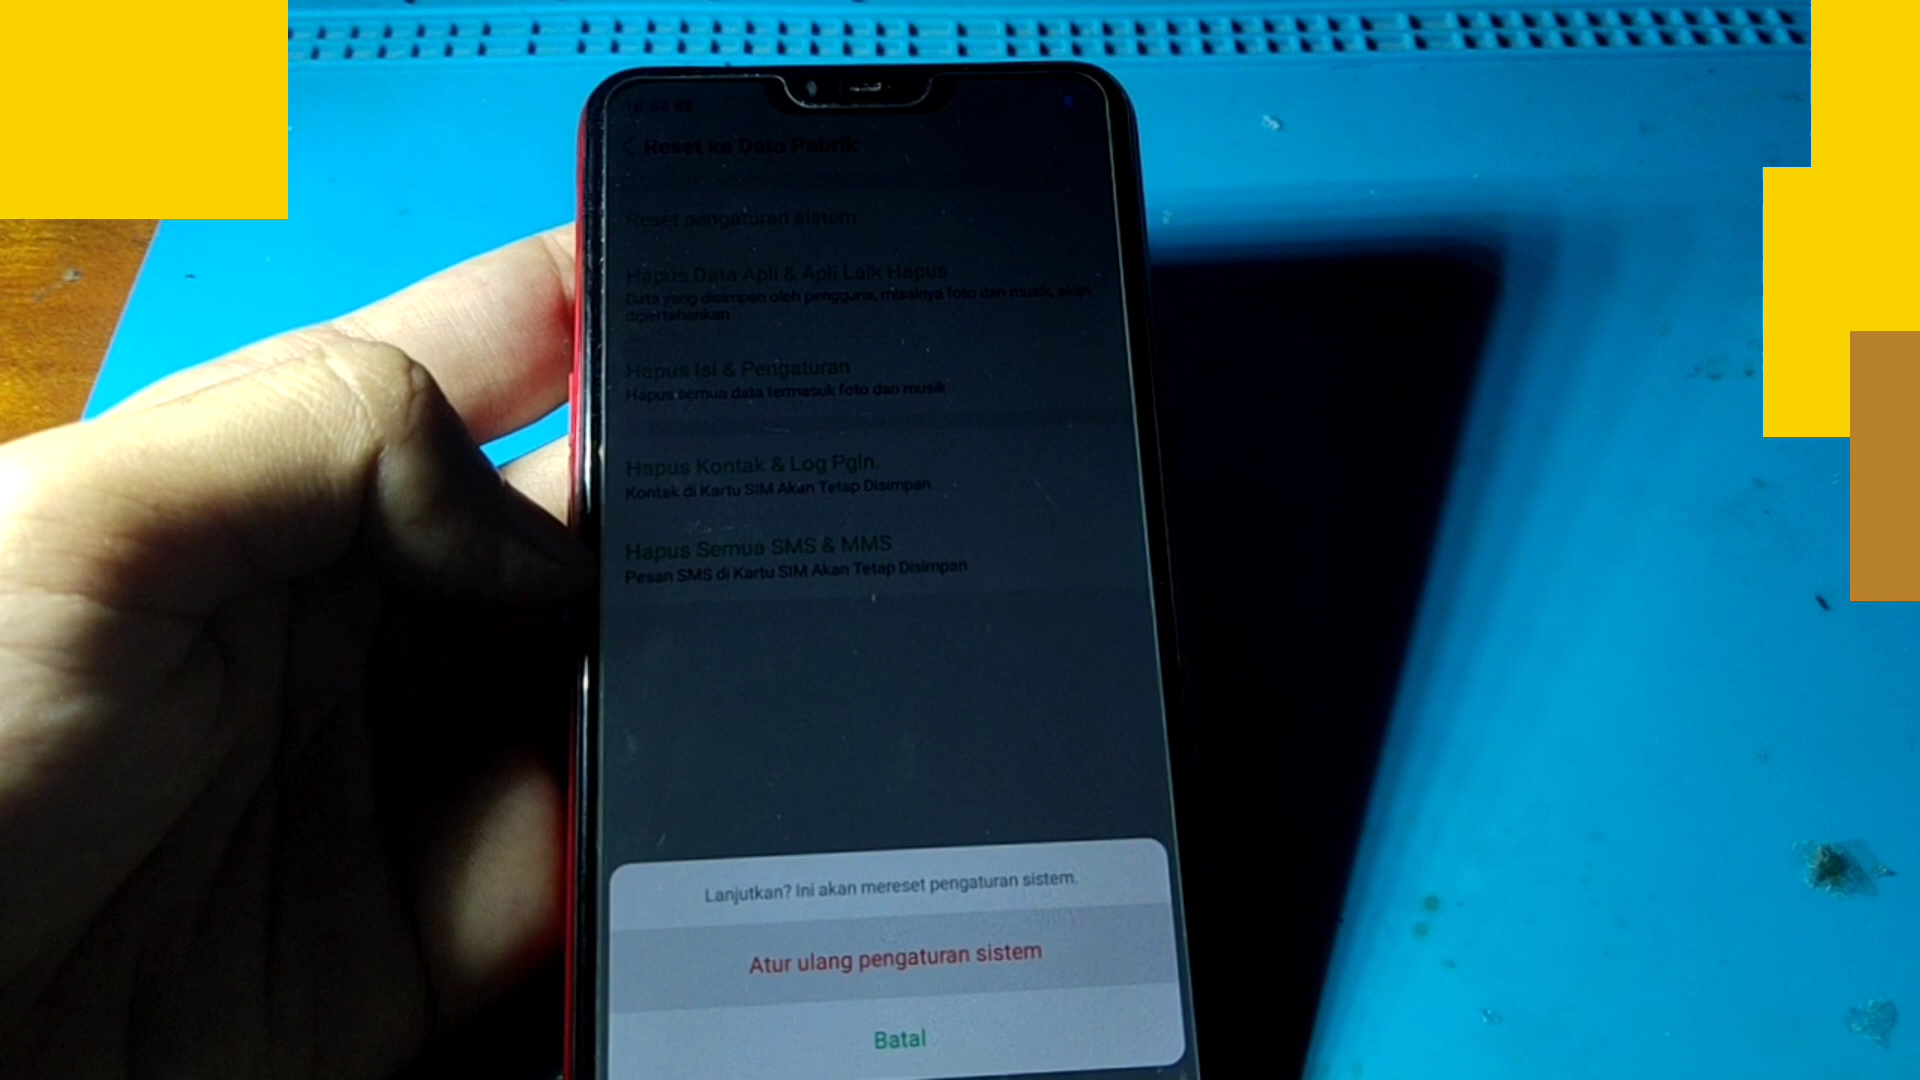 Reset ke Data Pabrik
Reset pengaturan sistem
Hapus Data Apli & Apli Laik Hapus
Data yang disimpan oleh pengguna, misalnya foto dan musik, akan
dipertahankan
Hapus Isi & Pengaturan
Hapus semua data termasuk foto dan musik
Hapus Kontak & Log Pgln.
Kontak di Kartu SIM Akan Tetap Disimpan
Hapus Semua SMS & MMS
Pesan SMS di Kartu SIM Akan Tetap Disimpan
Lanjutkan? Ini akan mereset pengaturan sistem.
Atur ulang pengaturan sistem
Batal